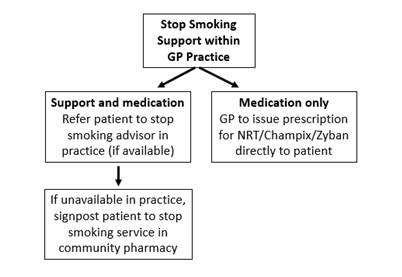 Stop Smoking
Support within
GP Practice
Support and medication
Refer patient to stop
smoking advisor in
practice (if available)
Medication only
GP to issue prescription
for NRT/Champix/Zyban
directly to patient
If unavailable in practice,
signpost patient to stop
smoking service in
community pharmacy